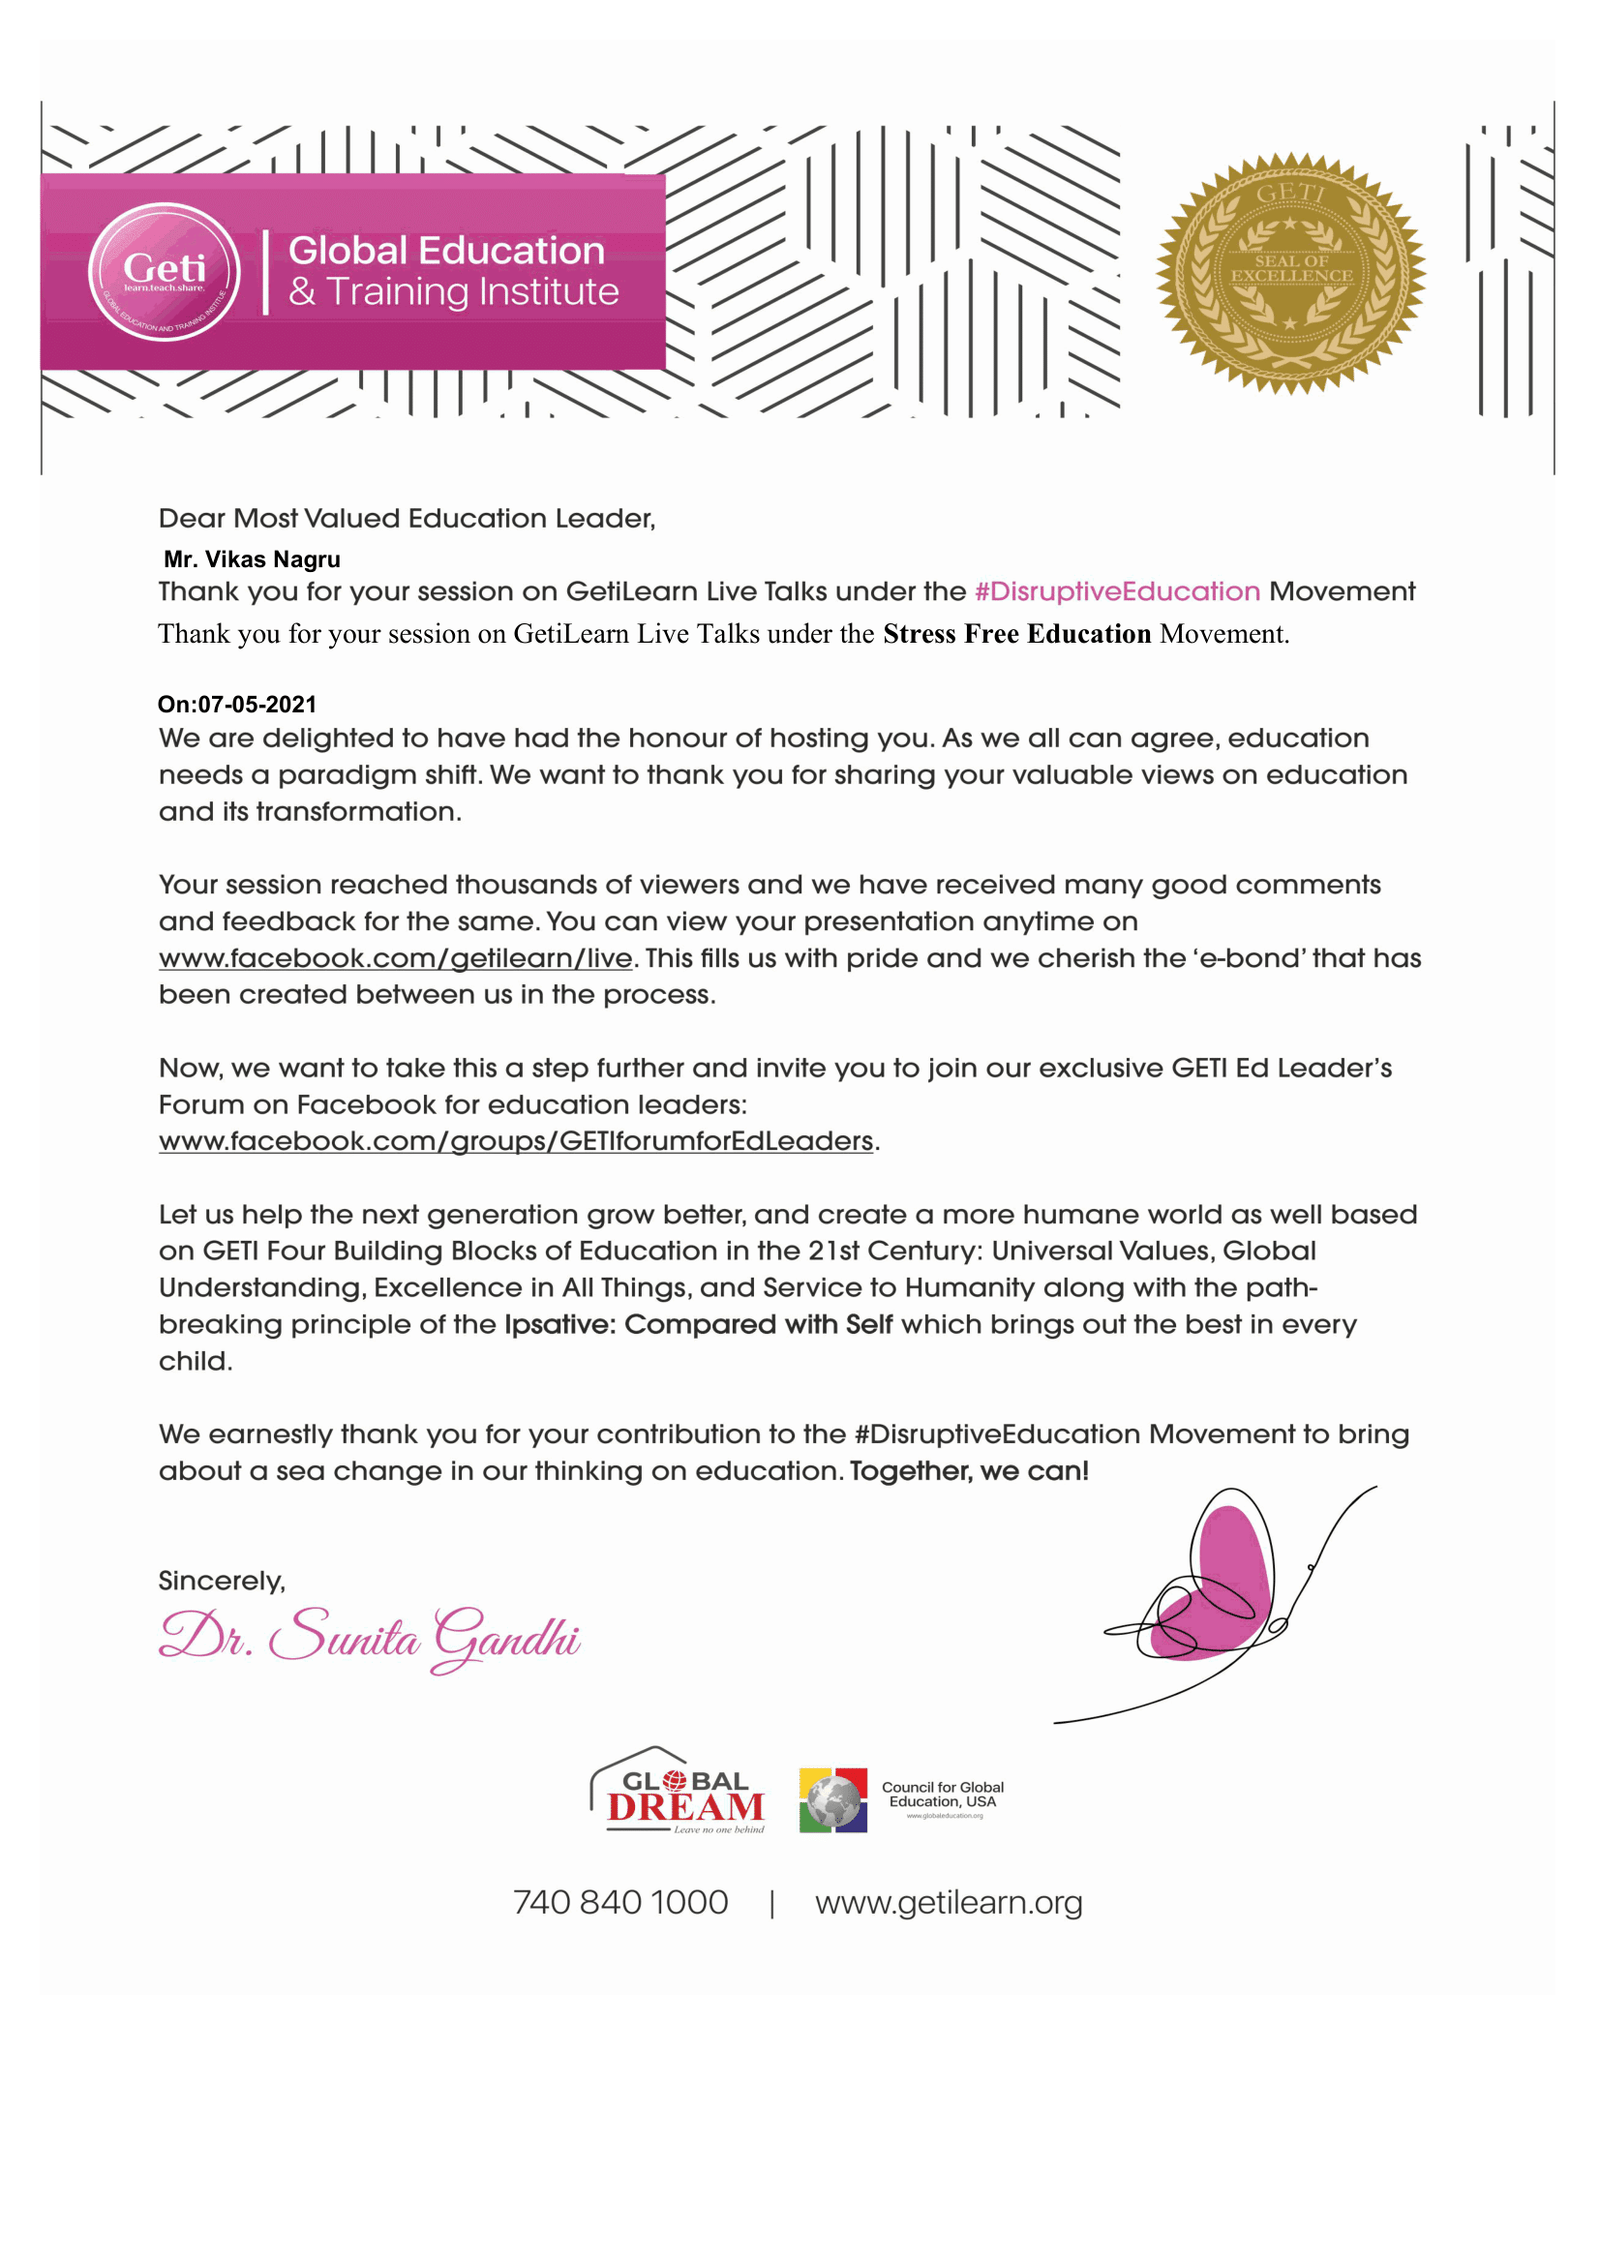 Geti
learn.teach.share.
GLOBAL EDUCATION AND TRAINING INSTITUTE
Global Education
& Training Institute
GETI
SEAL OF
EXCELLENCE
Dear Most Valued Education Leader,
Mr. Vikas Nagru
Thank you for your session on GetiLearn Live Talks under the #DisruptiveEducation Movement
Thank you for your session on GetiLearn Live Talks under the Stress Free Education Movement.
On:07-05-2021
We are delighted to have had the honour of hosting you. As we all can agree, education
needs a paradigm shift. We want to thank you for sharing your valuable views on education
and its transformation.
Your session reached thousands of viewers and we have received many good comments
and feedback for the same. You can view your presentation anytime on
www.facebook.com/getilearn/live. This fills us with pride and we cherish the ‘e-bond’ that has
been created between us in the process.
Now, we want to take this a step further and invite you to join our exclusive GETI Ed Leader’s
Forum on Facebook for education leaders:
www.facebook.com/groups/GETIforumforEdLeaders.
Let us help the next generation grow better, and create a more humane world as well based
on GETI Four Building Blocks of Education in the 21st Century: Universal Values, Global
Understanding, Excellence in All Things, and Service to Humanity along with the path-
breaking principle of the Ipsative: Compared with Self which brings out the best in every
child.
We earnestly thank you for your contribution to the #DisruptiveEducation Movement to bring
about a sea change in our thinking on education. Together, we can!
Sincerely,
Dr. Sunita Gandhi
GLOBAL
DREAM
Leave no one behind
Council for Global
Education, USA
www.globaleducation.org
740 840 1000 | www.getilearn.org